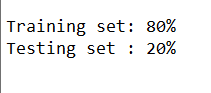 Training set: 80%
Testing set : 20%